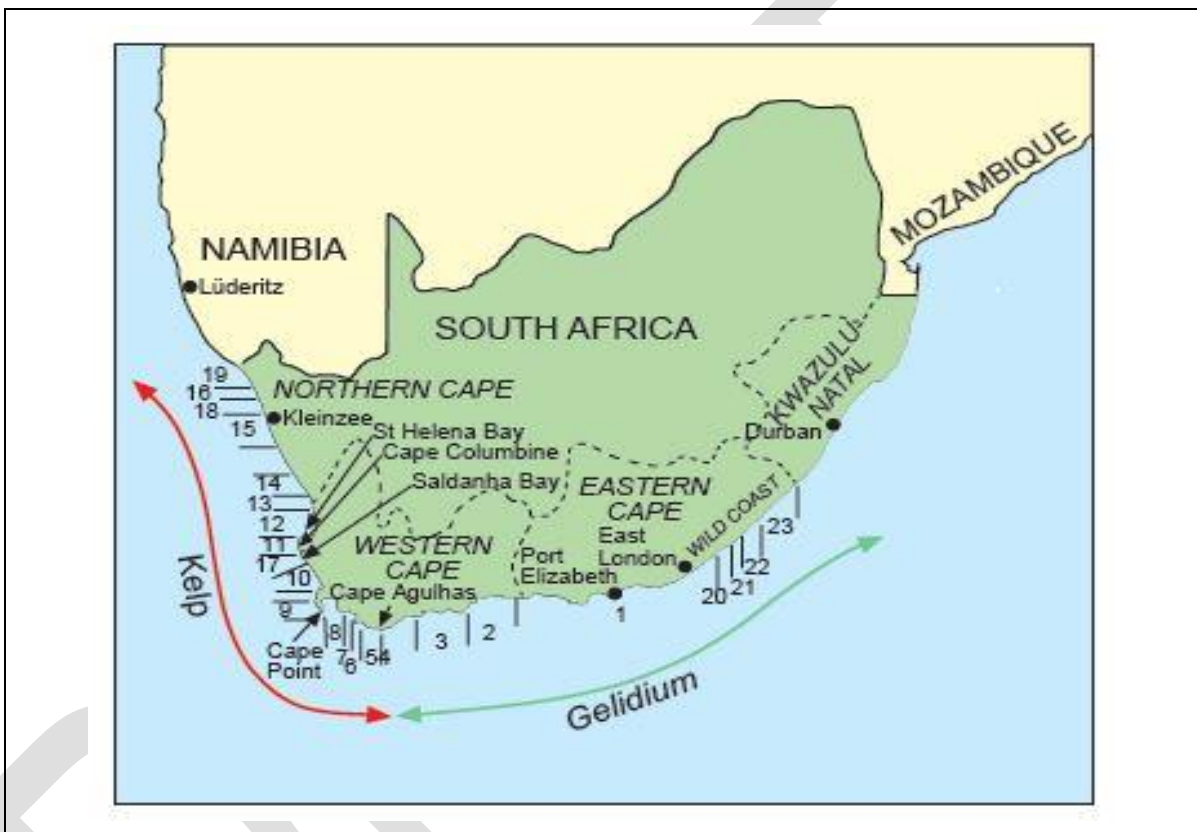 NAMIBIA
Lüderitz
MOZAMBIQUE
SOUTH AFRICA
KWAZULU-
NATAL
Durban
19
16
18
15
NORTHERN CAPE
Kleinzee
St Helena Bay
Cape Columbine
Saldanha Bay
14
13
12
11
17
10
9
EASTERN
CAPE
WILD COAST
WESTERN
CAPE
East
London
Port
Elizabeth
Cape Agulhas
Cape
Point
8
7
6
5
4
3
2
1
20
21
22
23
Kelp
Gelidium